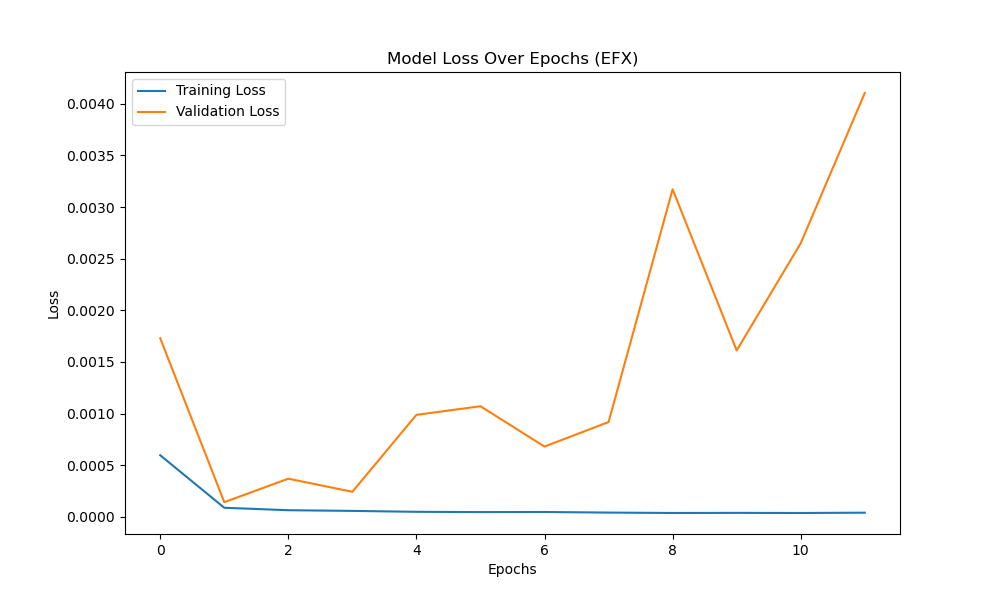 Model Loss Over Epochs (EFX)
Training Loss
Validation Loss
0.0040
0.0035
0.0030
0.0025
0.0020
0.0015
0.0010
0.0005
0.0000
Loss
0 2 4 6 8 10
Epochs